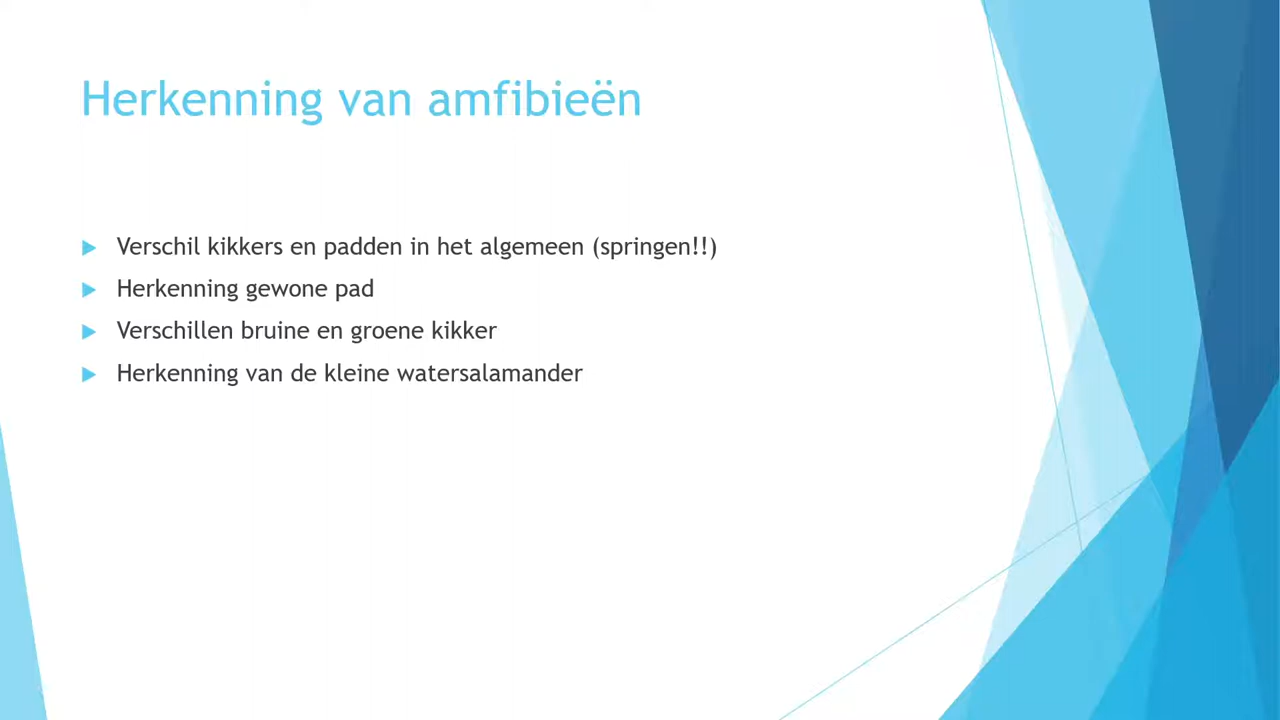 Herkenning van amfibieën
Verschil kikkers en padden in het algemeen (springen!!)
Herkenning gewone pad
Verschillen bruine en groene kikker
Herkenning van de kleine watersalamander